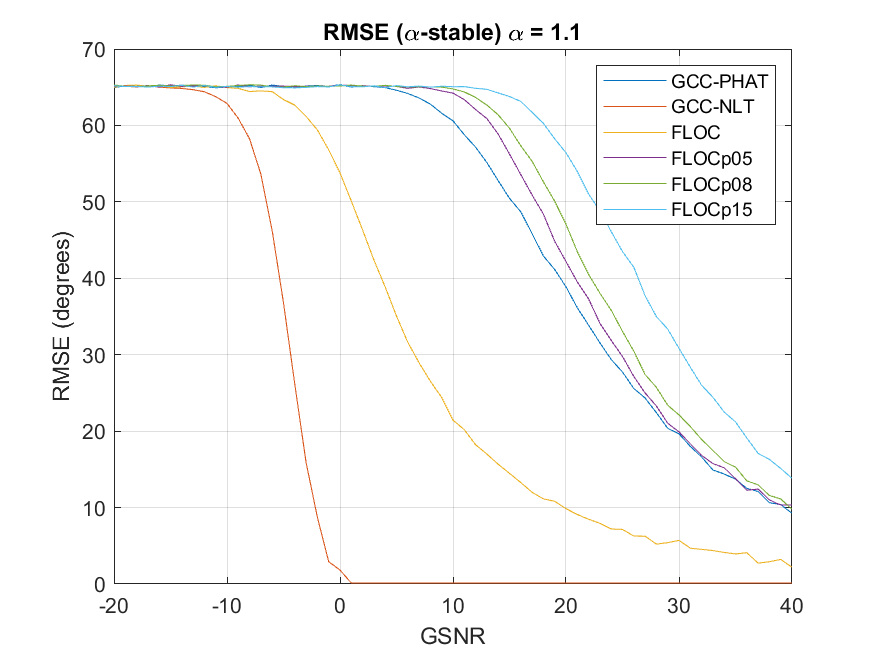 RMSE (α-stable) α = 1.1
70
60
50
40
30
20
10
0
RMSE (degrees)
GCC-PHAT
GCC-NLT
FLOC
FLOCp05
FLOCp08
FLOCp15
-20
-10
0
10
20
30
40
GSNR